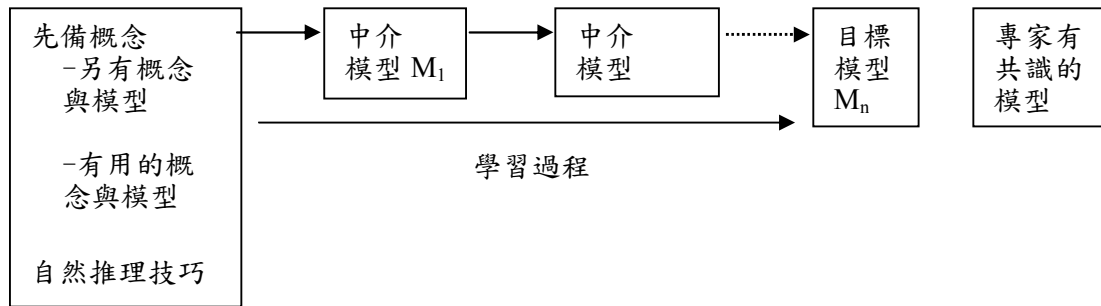 先備概念
-另有概念
與模型
-有用的概
念與模型
自然推理技巧
中介
模型 M₁
中介
模型
目標
模型
Mₙ
專家有
共識的
模型
學習過程